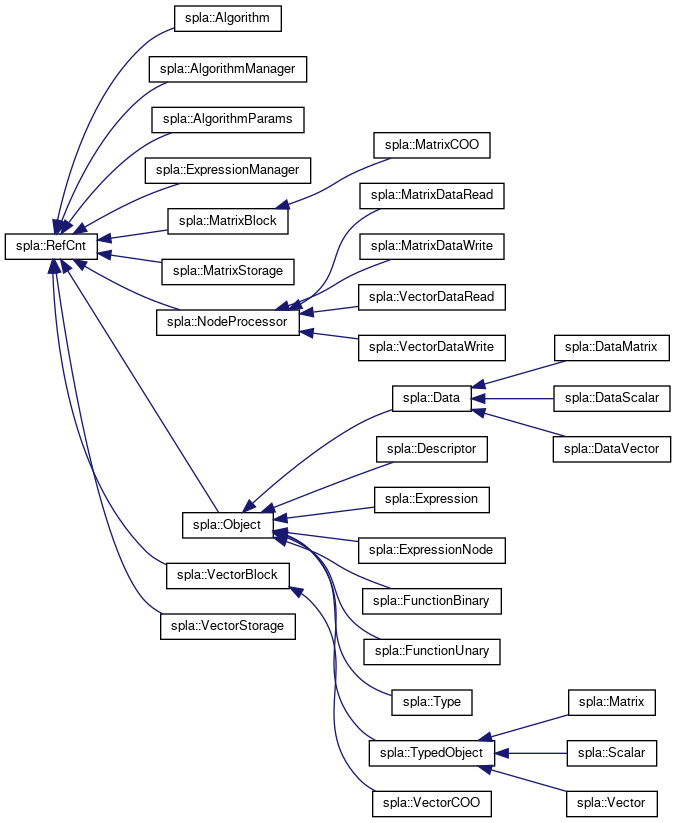 spla::Algorithm
spla::AlgorithmManager
spla::AlgorithmParams
spla::MatrixCOO
spla::ExpressionManager
spla::MatrixDataRead
spla::MatrixBlock
spla::RefCnt
spla::MatrixDataWrite
spla::MatrixStorage
spla::VectorDataRead
spla::NodeProcessor
spla::VectorDataWrite
spla::DataMatrix
spla::Data
spla::DataScalar
spla::Descriptor
spla::DataVector
spla::Expression
spla::Object
spla::ExpressionNode
spla::VectorBlock
spla::FunctionBinary
spla::VectorStorage
spla::FunctionUnary
spla::Type
spla::Matrix
spla::TypedObject
spla::Scalar
spla::VectorCOO
spla::Vector